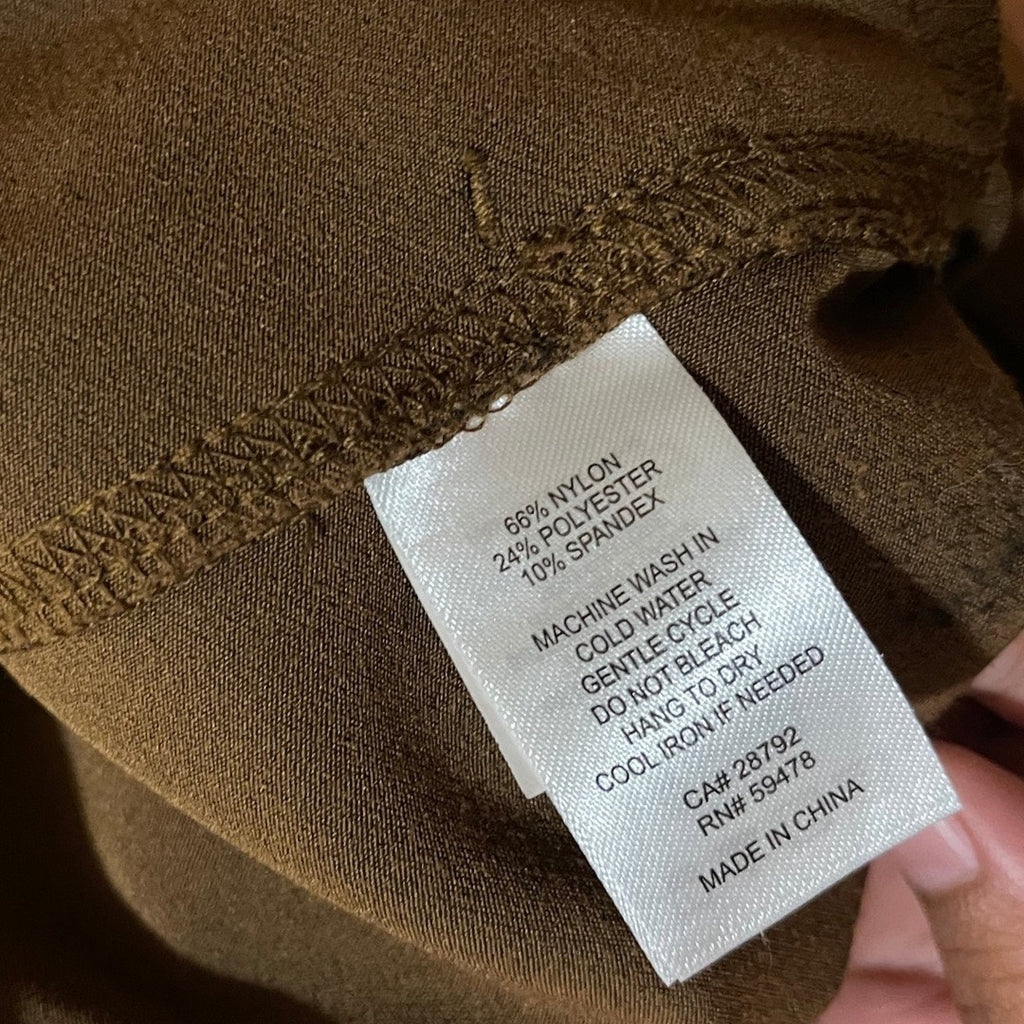 66% NYLON
24% POLYESTER
10% SPANDEX
MACHINE WASH IN
COLD WATER
GENTLE CYCLE
DO NOT BLEACH
HANG TO DRY
COOL IRON IF NEEDED
CA# 28792
RN# 59478
MADE IN CHINA